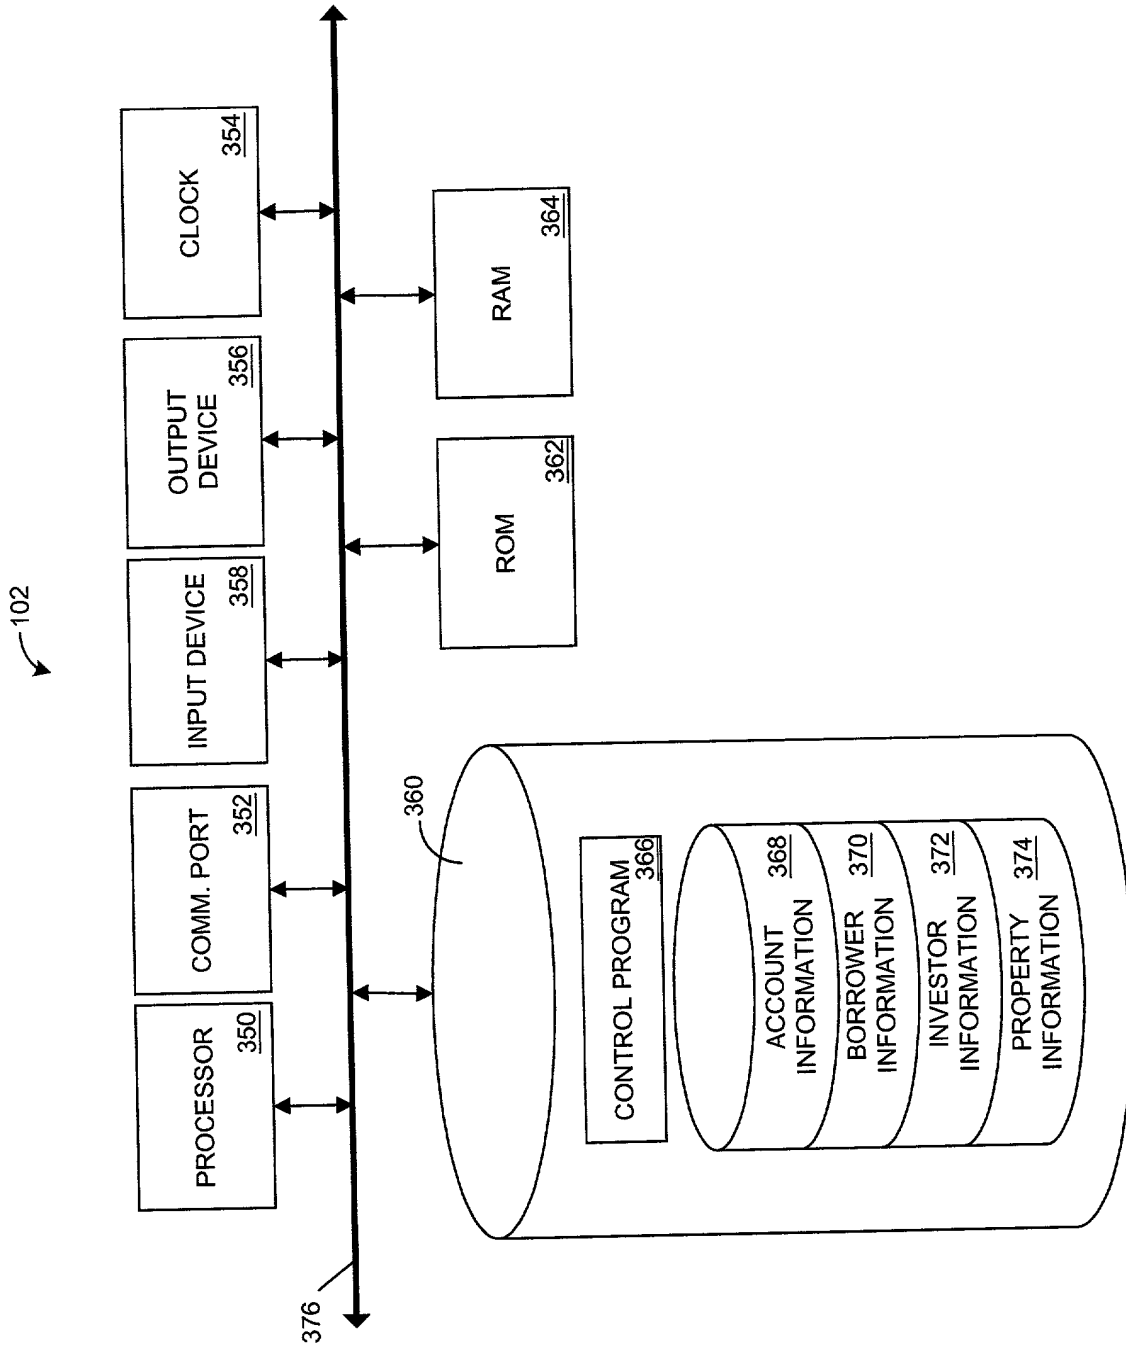 102
PROCESSOR
350
COMM. PORT
352
INPUT DEVICE
358
OUTPUT
DEVICE
356
CLOCK
354
376
360
ROM
362
RAM
364
CONTROL PROGRAM
366
ACCOUNT
INFORMATION
368
BORROWER
INFORMATION
370
INVESTOR
INFORMATION
372
PROPERTY
INFORMATION
374